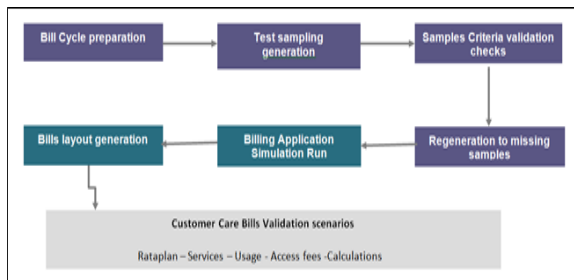 Bill Cycle preparation
Test sampling
generation
Samples Criteria validation
checks
Regeneration to missing
samples
Billing Application
Simulation Run
Bills layout generation
Customer Care Bills Validation scenarios
Rataplan – Services – Usage - Access fees -Calculations